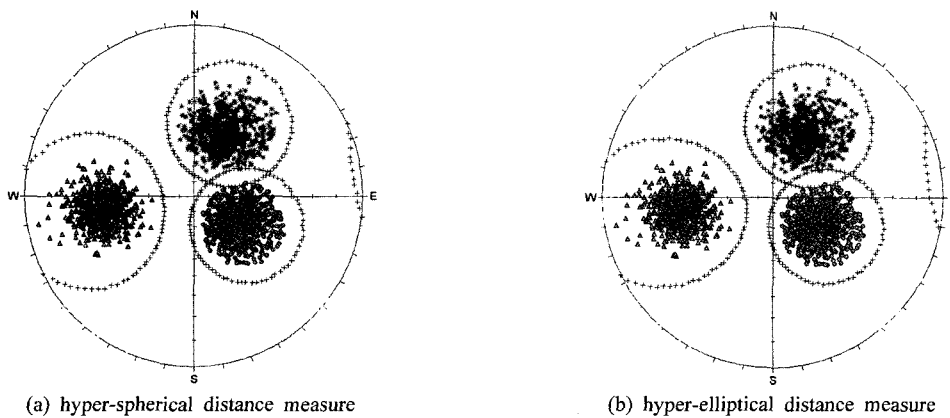 N
N
W
E
W
E
S
S
(a) hyper-spherical distance measure
(b) hyper-elliptical distance measure